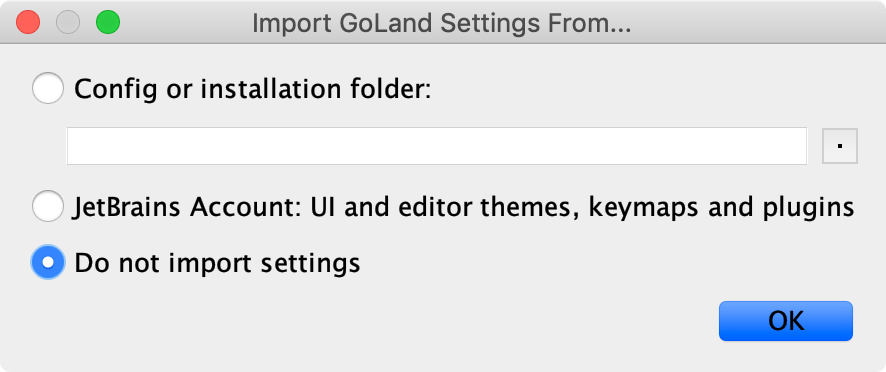 Import GoLand Settings From...
Config or installation folder:
JetBrains Account: UI and editor themes, keymaps and plugins
Do not import settings
OK